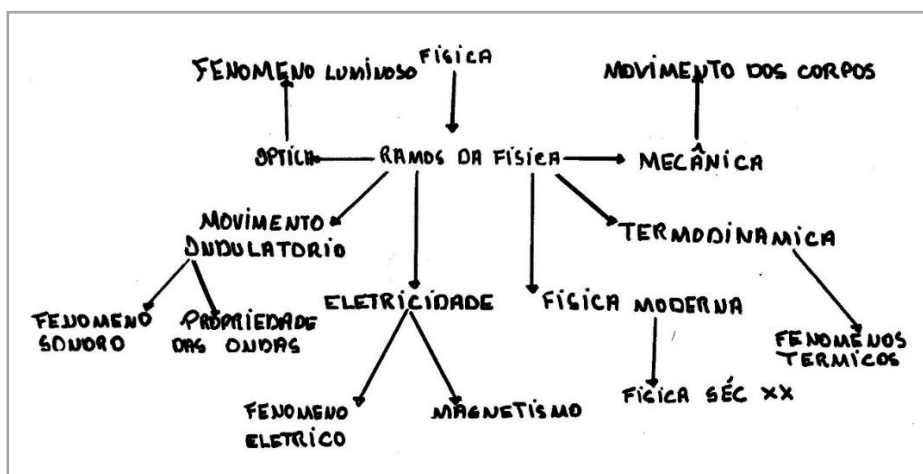 FÍSICA
FENOMENO LUMINOSO
MOVIMENTO DOS CORPOS
OPTICA
RAMOS DA FÍSICA
MECÂNICA
MOVIMENTO
ONDULATORIO
TERMODINAMICA
ELETRICIDADE
FÍSICA MODERNA
FENOMENO
SONORO
PROPRIEDADE
DAS ONDAS
FENOMENOS
TERMICOS
FENOMENO
ELETRICO
MAGNETISMO
FÍSICA SÉC XX